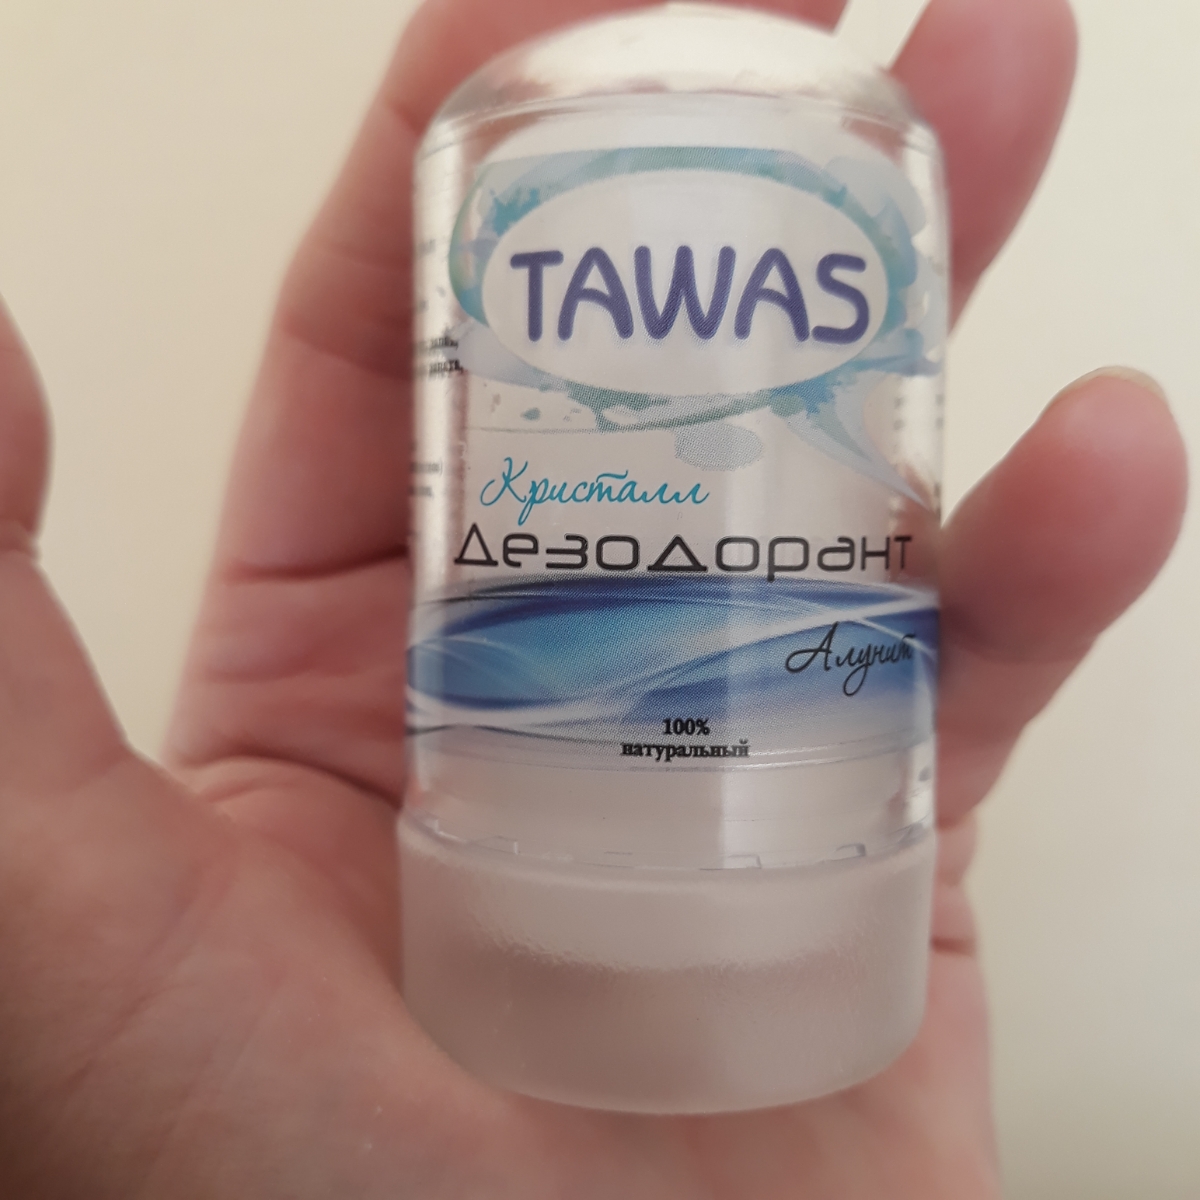 TAWAS
Кристалл
Дезодорант
Алунит
100%
натуральный